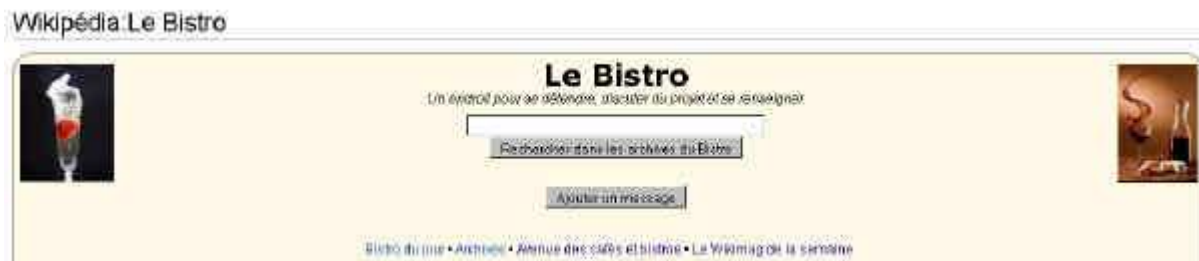 Wikipédia:Le Bistro
Le Bistro
Un endroit pour se détendre, discuter du projet et se renseigner
Rechercher dans les archives du Bistro
Ajouter un message
Bistro du jour • Archives • Avenue des cafés et bistros • Le Wikimag de la semaine